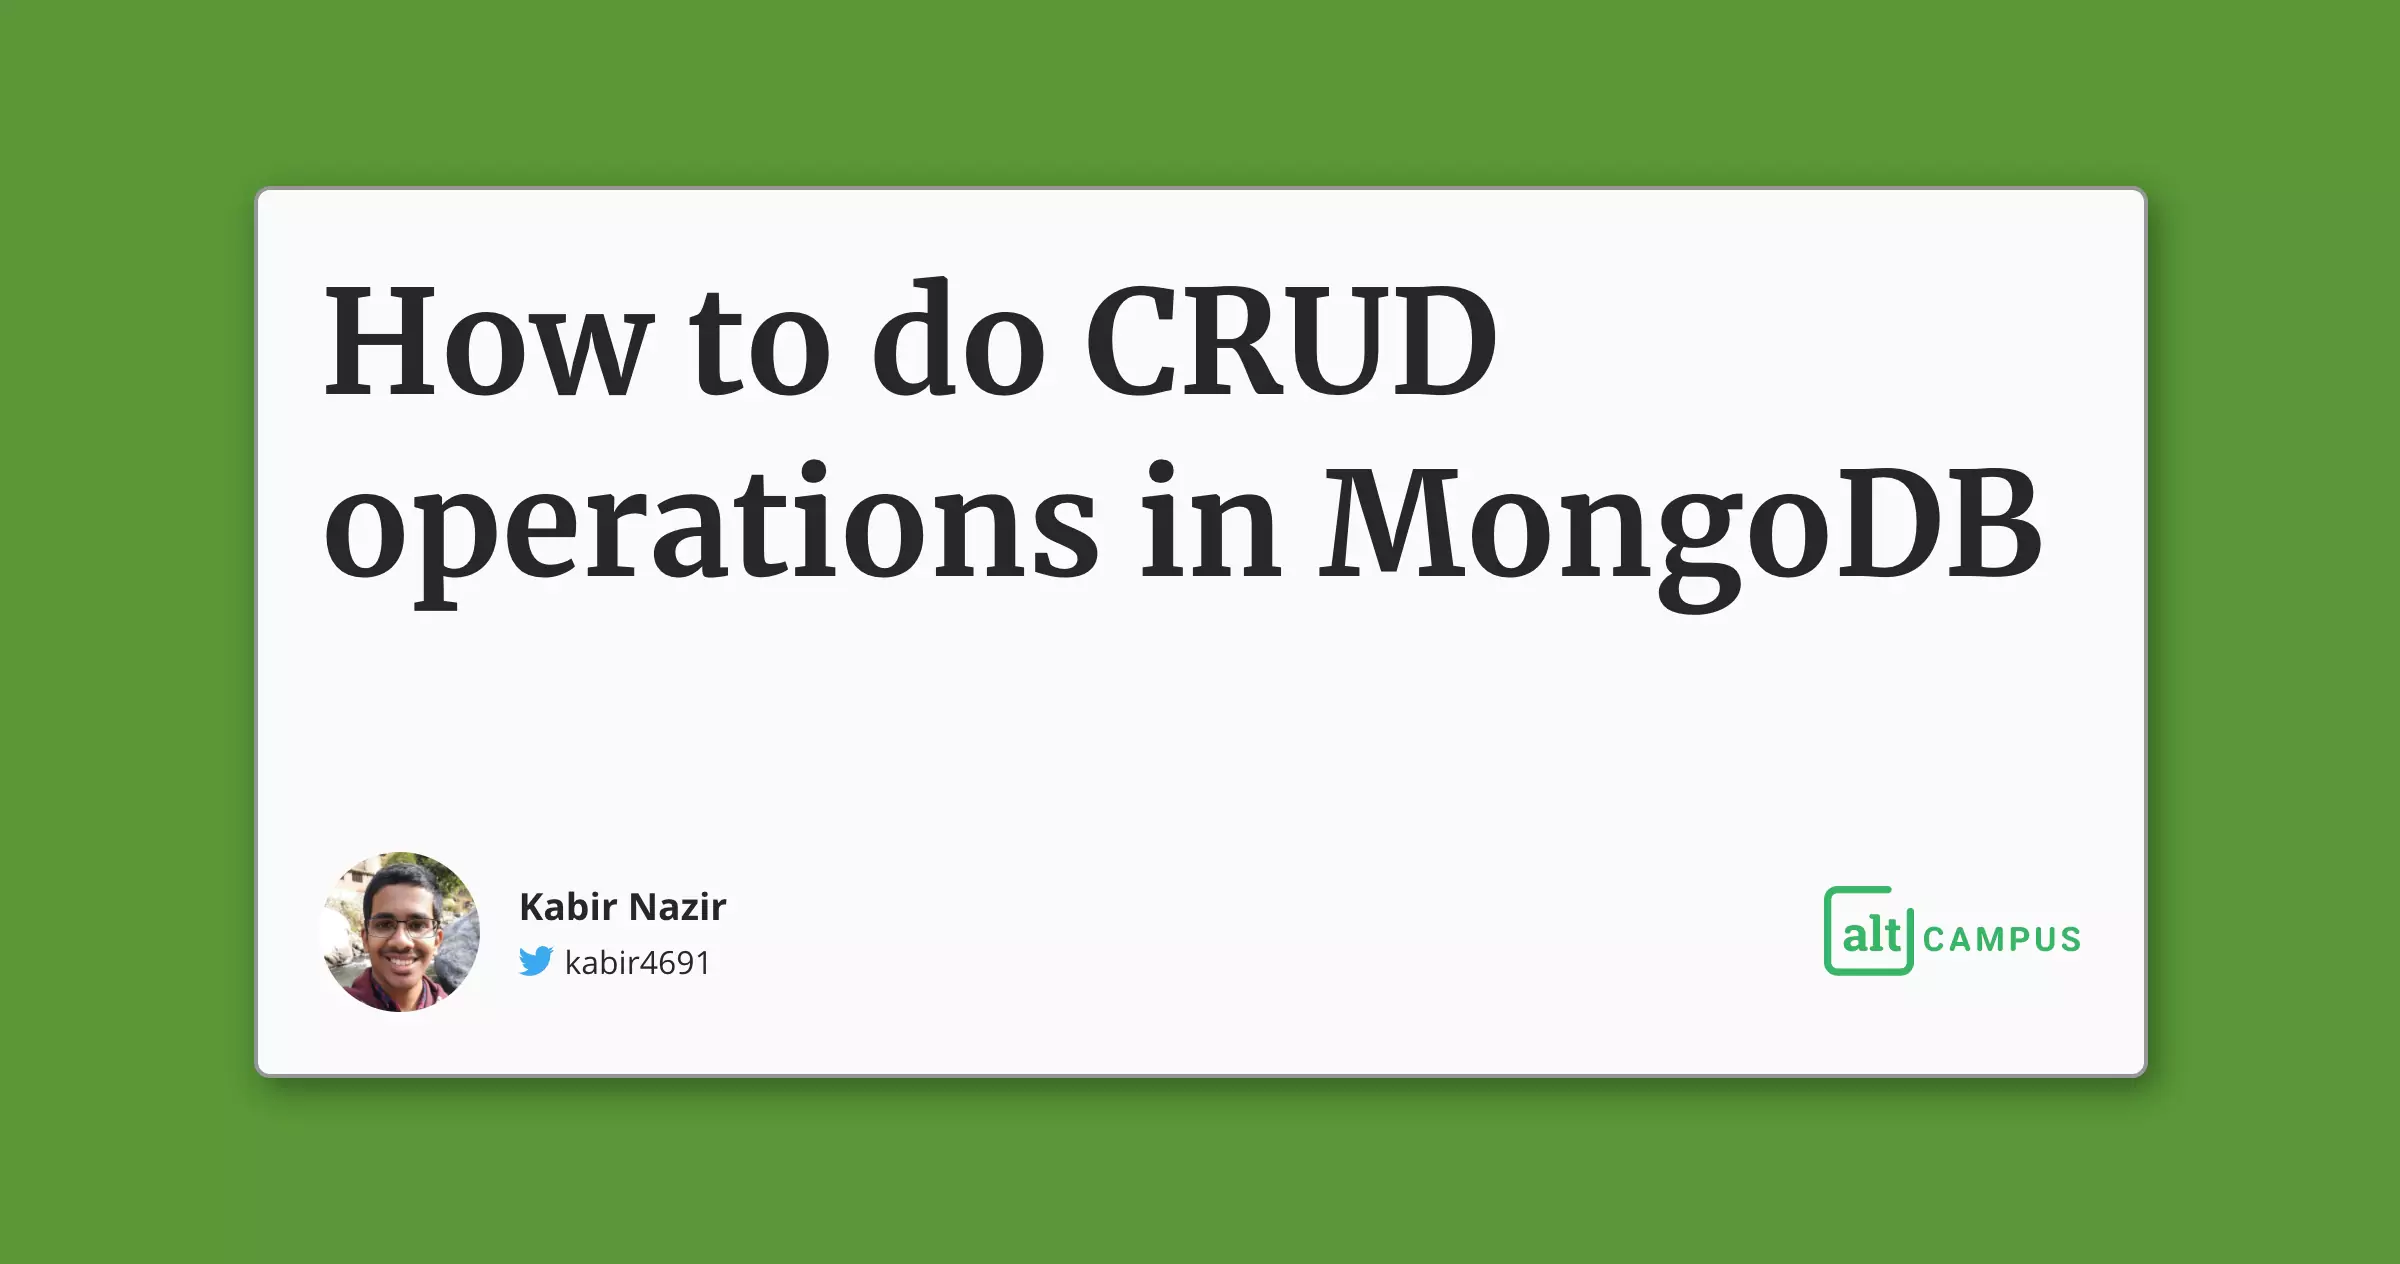 How to do CRUD
operations in MongoDB
Kabir Nazir
kabir4691
alt CAMPUS